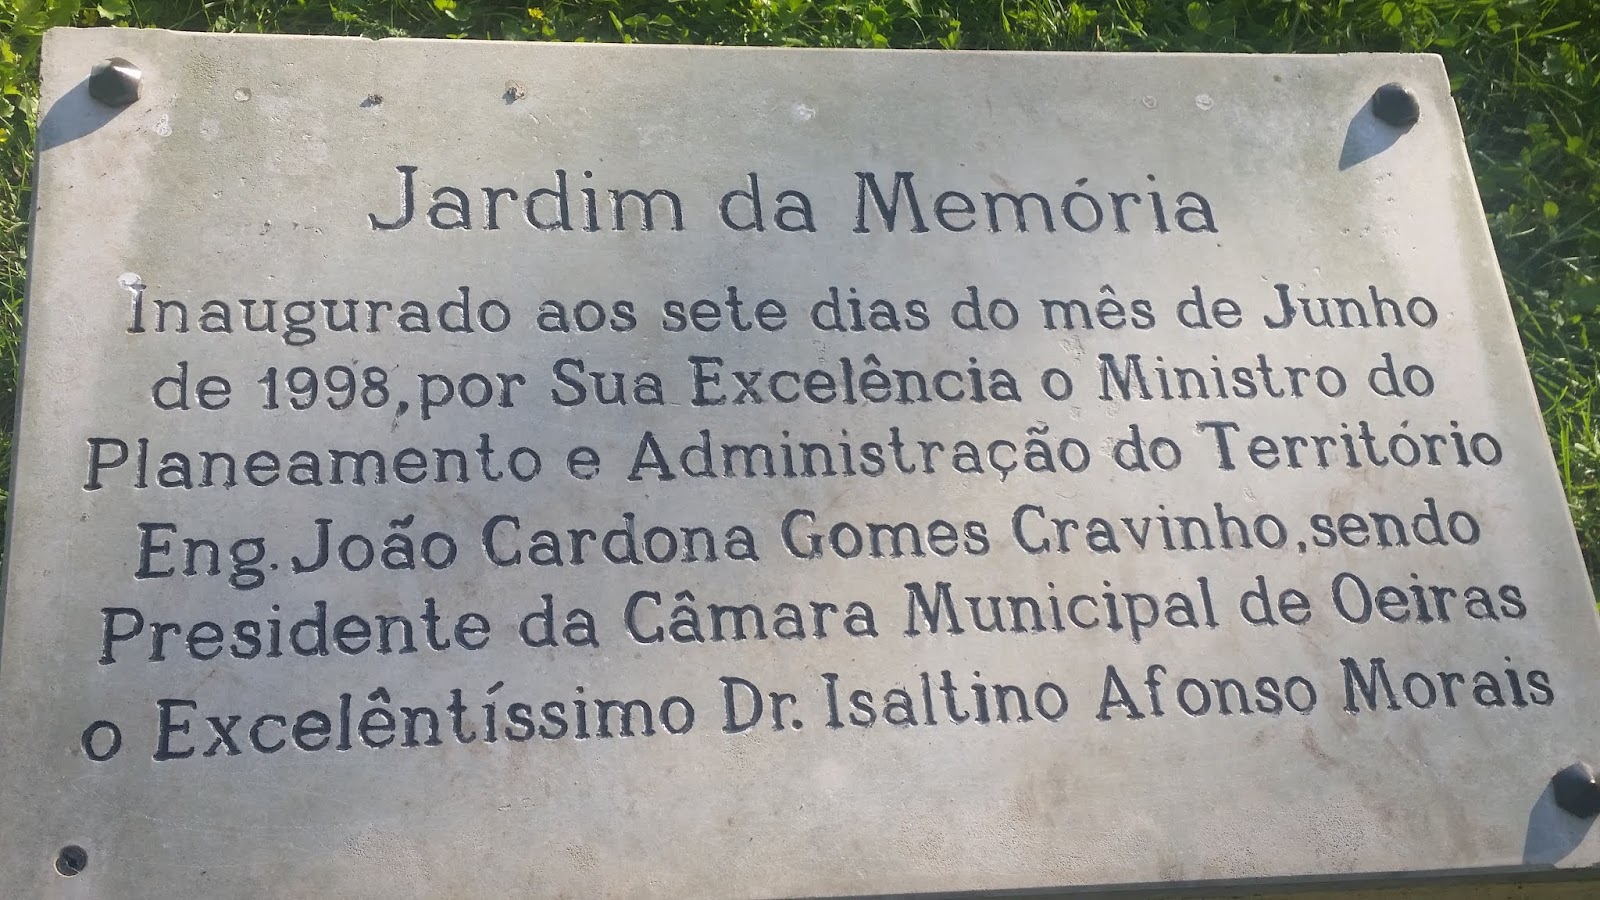 Jardim da Memória
Inaugurado aos sete dias do mês de Junho
de 1998, por Sua Excelência o Ministro do
Planeamento e Administração do Território
Eng. João Cardona Gomes Cravinho, sendo
Presidente da Câmara Municipal de Oeiras
o Excelêntíssimo Dr. Isaltino Afonso Morais